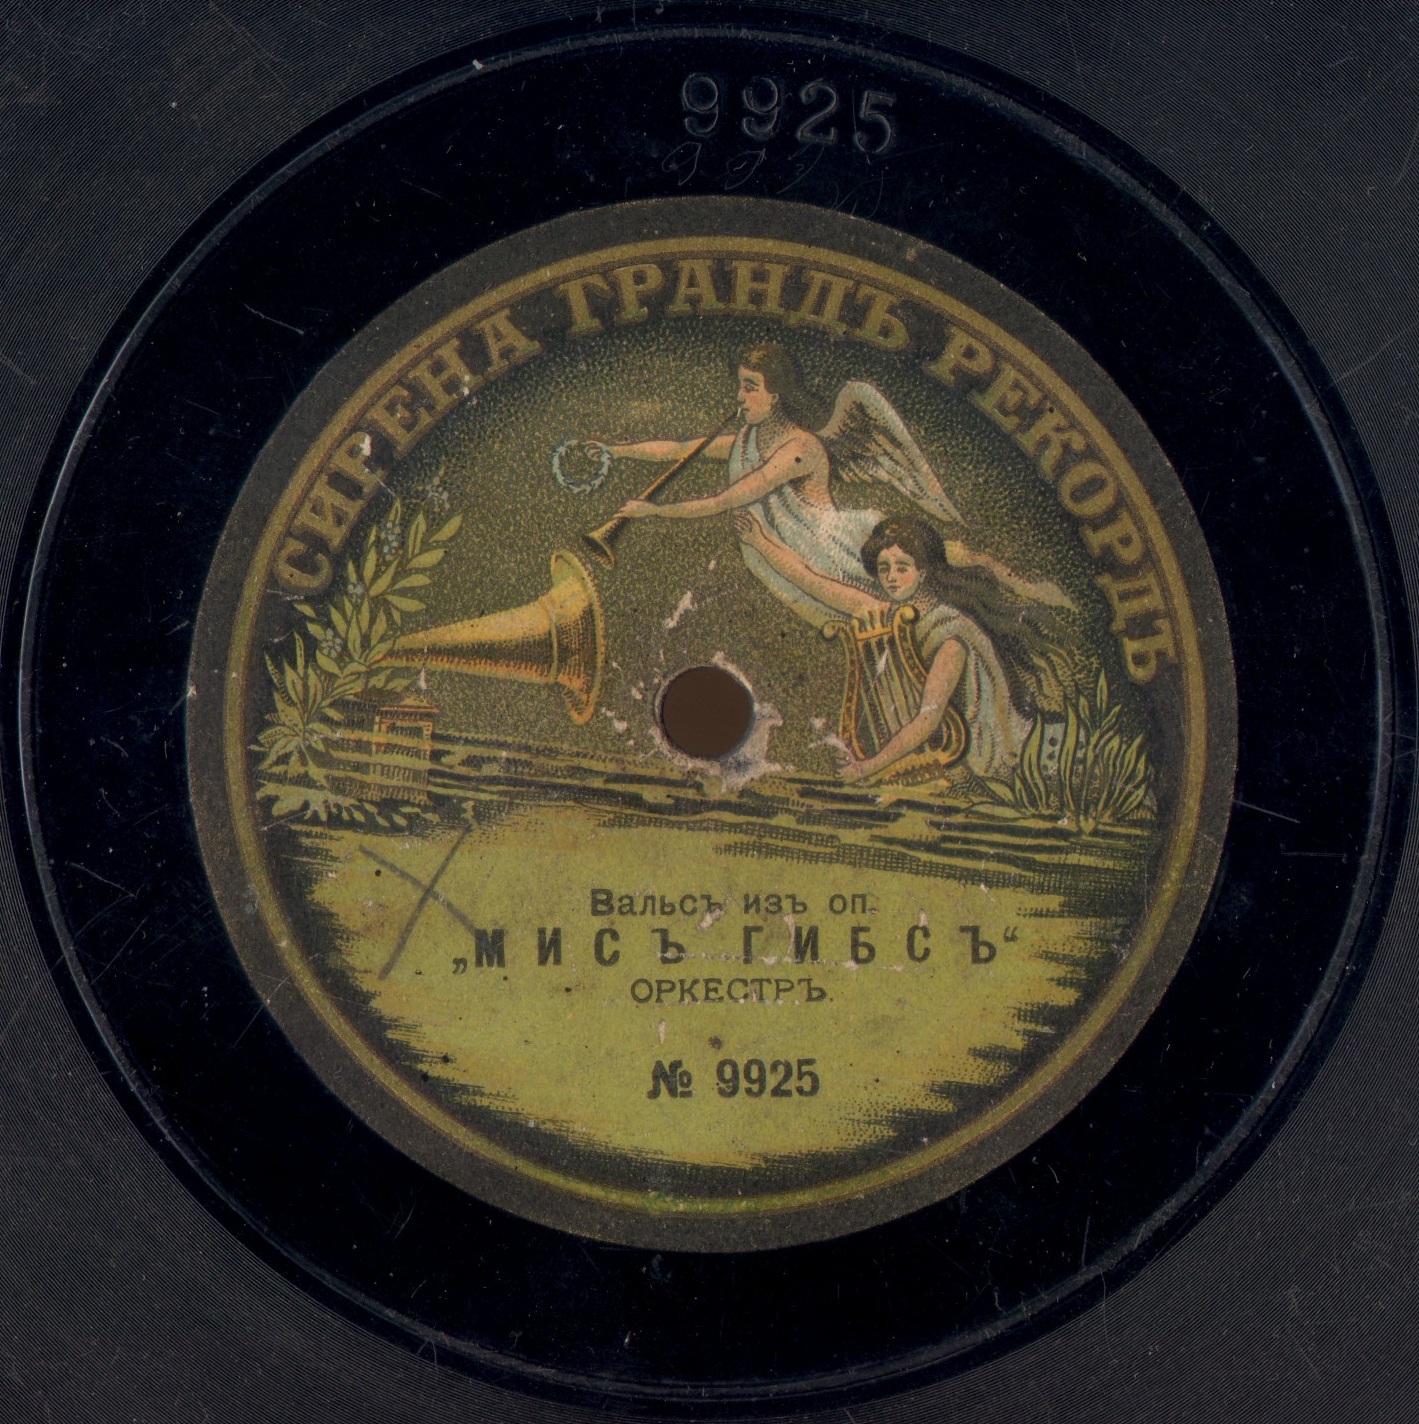 9925
СИРЕНА ГРАНДЪ РЕКОРДЪ
Вальсъ изъ оп.
„МИСЪ ГИБСЪ“
ОРКЕСТРЪ.
№ 9925